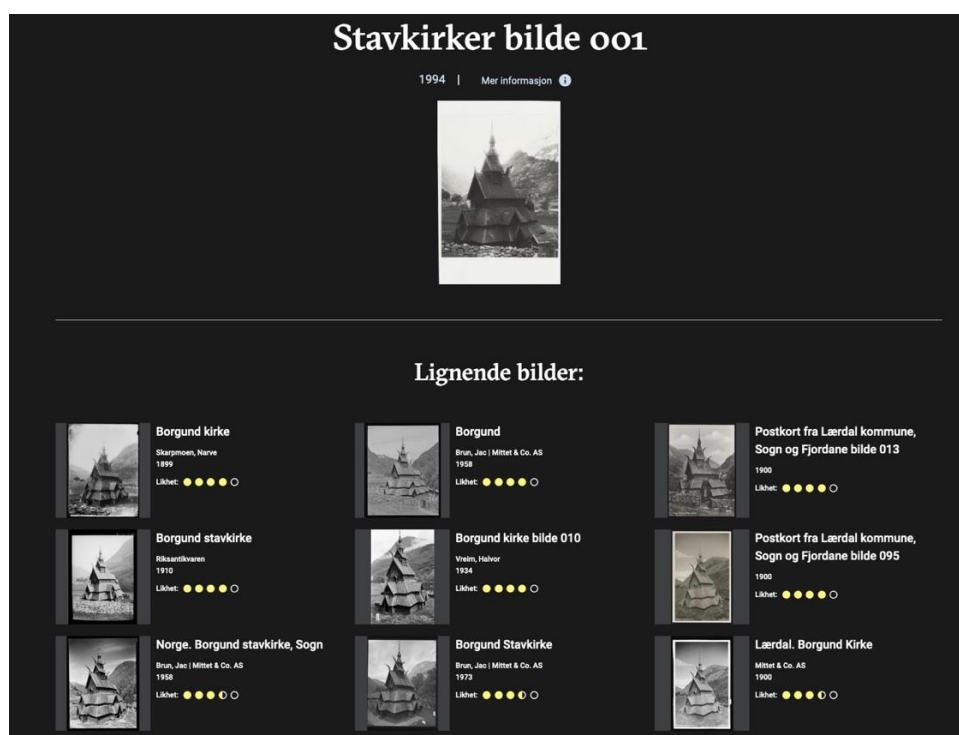 Stavkirker bilde 001
1994 | Mer informasjon i
Lignende bilder:
Borgund kirke
Skarpmoen, Narve
1899
Likhet:
Borgund
Brun, Jac | Mittet & Co. AS
1958
Likhet:
Postkort fra Lærdal kommune,
Sogn og Fjordane bilde 013
1900
Likhet:
Borgund stavkirke
Riksantikvaren
1910
Likhet:
Borgund kirke bilde 010
Vreim, Halvor
1934
Likhet:
Postkort fra Lærdal kommune,
Sogn og Fjordane bilde 095
1900
Likhet:
Norge. Borgund stavkirke, Sogn
Brun, Jac | Mittet & Co. AS
1958
Likhet:
Borgund Stavkirke
Brun, Jac | Mittet & Co. AS
1973
Likhet:
Lærdal. Borgund Kirke
Mittet & Co. AS
1900
Likhet: